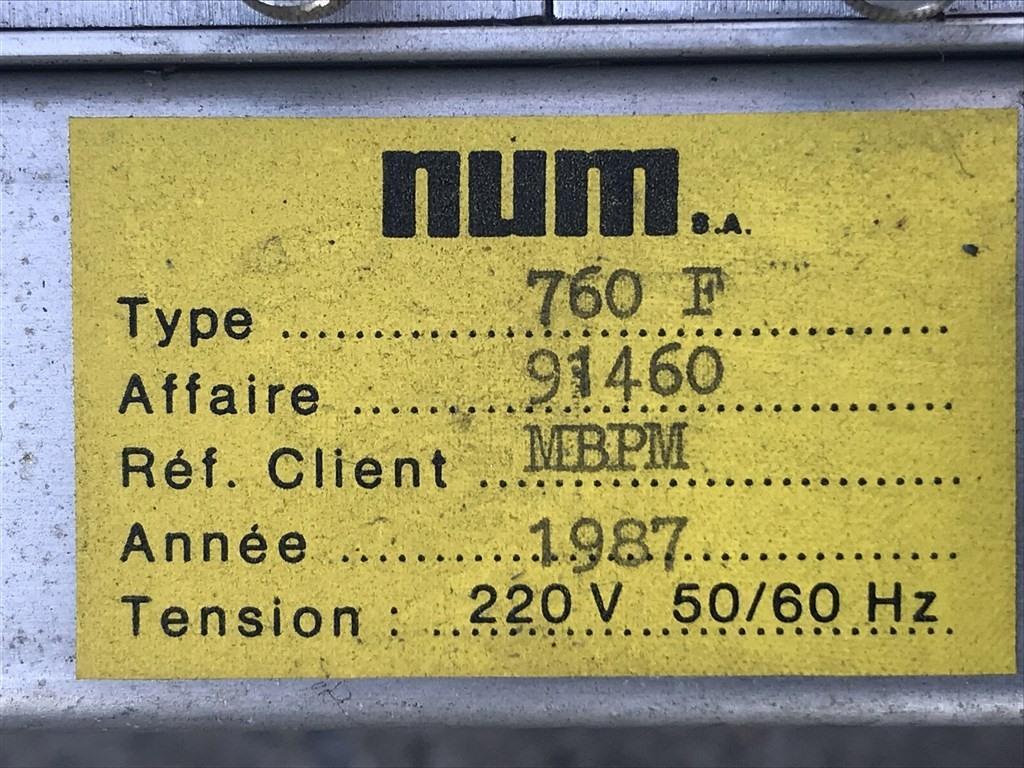 num S.A.
Type 760 F
Affaire 91460
Réf. Client MBPM
Année 1987
Tension : 220 V 50/60 Hz